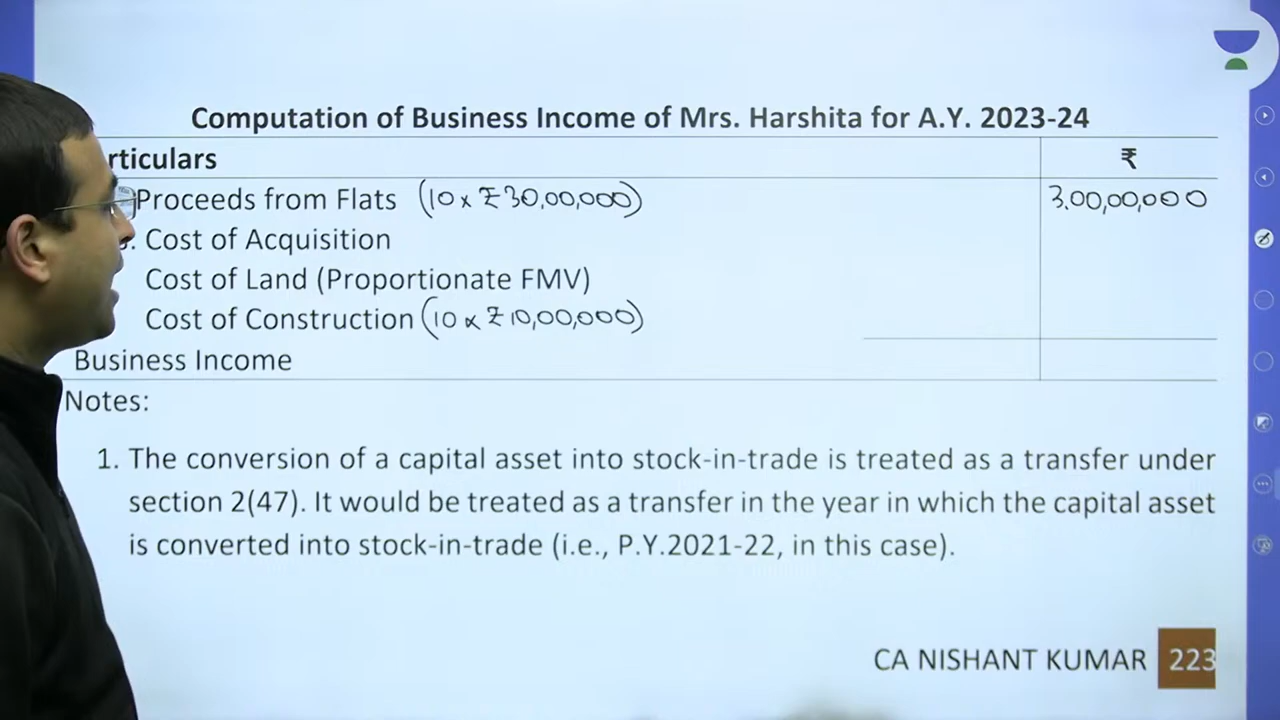 Computation of Business Income of Mrs. Harshita for A.Y. 2023-24
rticulars ₹
Proceeds from Flats (10 x ₹30,00,000) 3,00,00,000
s. Cost of Acquisition
Cost of Land (Proportionate FMV)
Cost of Construction (10 x ₹10,00,000)
Business Income
Notes:
1. The conversion of a capital asset into stock-in-trade is treated as a transfer under
section 2(47). It would be treated as a transfer in the year in which the capital asset
is converted into stock-in-trade (i.e., P.Y.2021-22, in this case).
CA NISHANT KUMAR 223